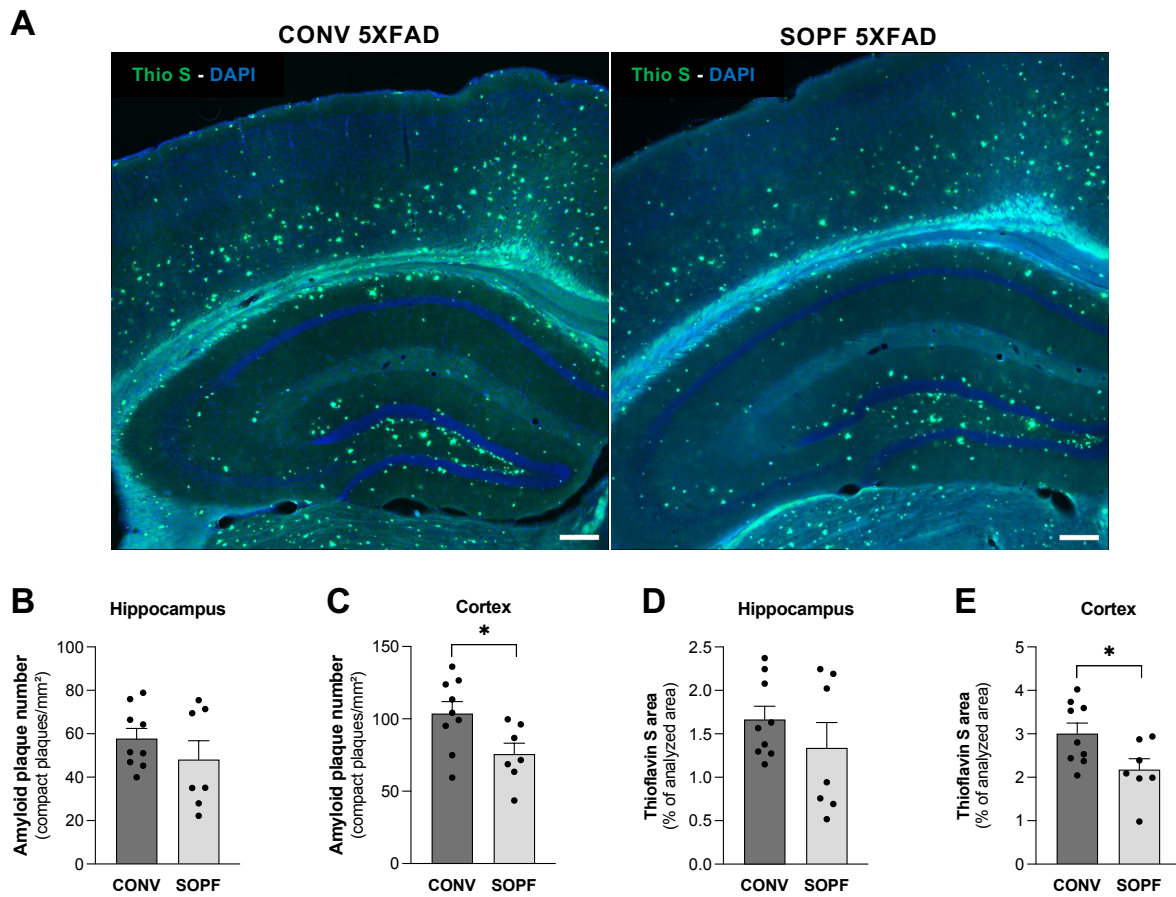 A
CONV 5XFAD
SOPF 5XFAD
Thio S - DAPI
Thio S - DAPI
B
Hippocampus
Amyloid plaque number
(compact plaques/mm²)
100
80
60
40
20
0
CONV
SOPF
C
Cortex
*
Amyloid plaque number
(compact plaques/mm²)
150
100
50
0
CONV
SOPF
D
Hippocampus
Thioflavin S area
(% of analyzed area)
2.5
2.0
1.5
1.0
0.5
0.0
CONV
SOPF
E
Cortex
*
Thioflavin S area
(% of analyzed area)
5
4
3
2
1
0
CONV
SOPF